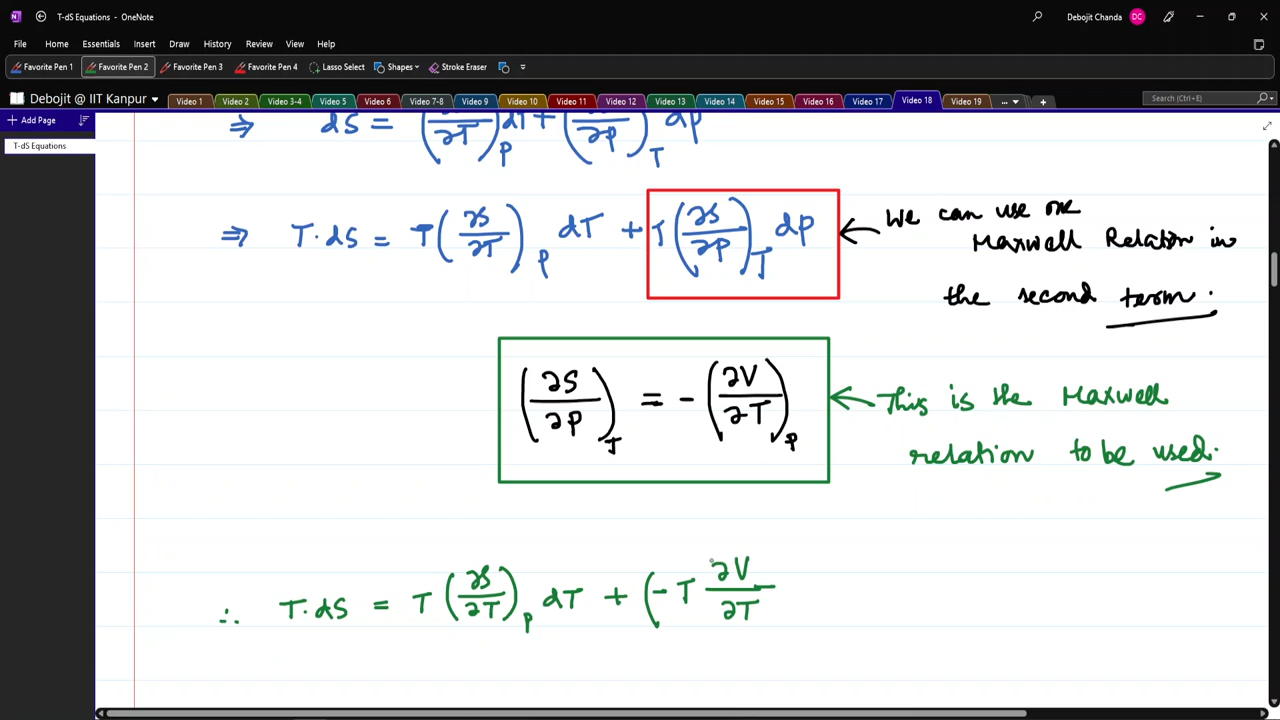 T-dS Equations - OneNote
Debojit Chanda DC
File Home Essentials Insert Draw History Review View Help
Favorite Pen 1 Favorite Pen 2 Favorite Pen 3 Favorite Pen 4 Lasso Select Shapes Stroke Eraser
Debojit @ IIT Kanpur Video 1 Video 2 Video 3-4 Video 5 Video 6 Video 7-8 Video 9 Video 10 Video 11 Video 12 Video 13 Video 14 Video 15 Video 16 Video 17 Video 18 Video 19 ... + Search (Ctrl+E)
+ Add Page
T-dS Equations
⇒ dS = (∂S/∂T)_P dT + (∂S/∂P)_T dP
⇒ T·dS = T(∂S/∂T)_P dT + T(∂S/∂P)_T dP ← We can use one
Maxwell Relation in
the second term.
(∂S/∂P)_T = -(∂V/∂T)_P ← This is the Maxwell
relation to be used.
∴ T·dS = T(∂S/∂T)_P dT + (-T ∂V/∂T